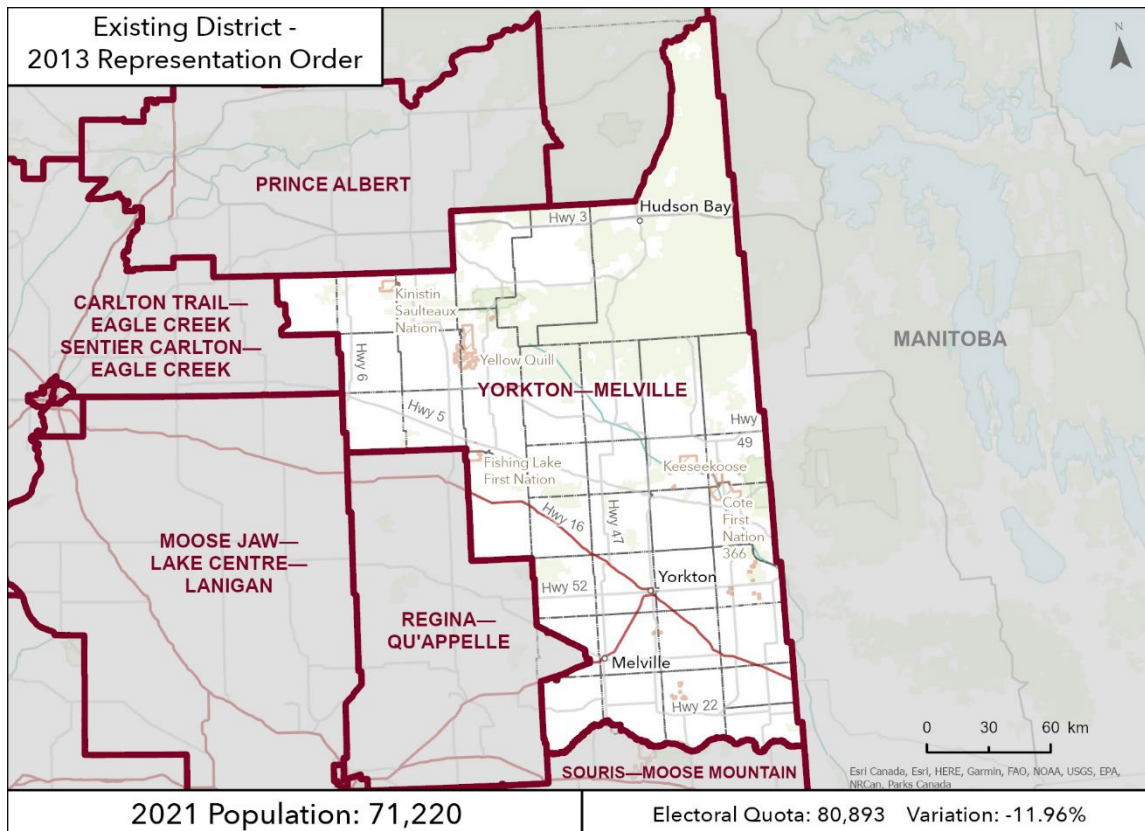 Existing District -
2013 Representation Order
N
PRINCE ALBERT
Hudson Bay
Hwy 3
CARLTON TRAIL—
EAGLE CREEK
SENTIER CARLTON—
EAGLE CREEK
Kinistin
Saulteaux
Nation
Hwy 6
Yellow Quill
MANITOBA
YORKTON—MELVILLE
Hwy 5
Hwy
49
Fishing Lake
First Nation
Keeseekoose
Cote
First
Nation
366
Hwy 16
Hwy 47
MOOSE JAW—
LAKE CENTRE—
LANIGAN
Hwy 52
Yorkton
REGINA—
QU'APPELLE
Melville
Hwy 22
0 30 60 km
SOURIS—MOOSE MOUNTAIN
Esri Canada, Esri, HERE, Garmin, FAO, NOAA, USGS, EPA,
NRCan, Parks Canada
2021 Population: 71,220
Electoral Quota: 80,893 Variation: -11.96%